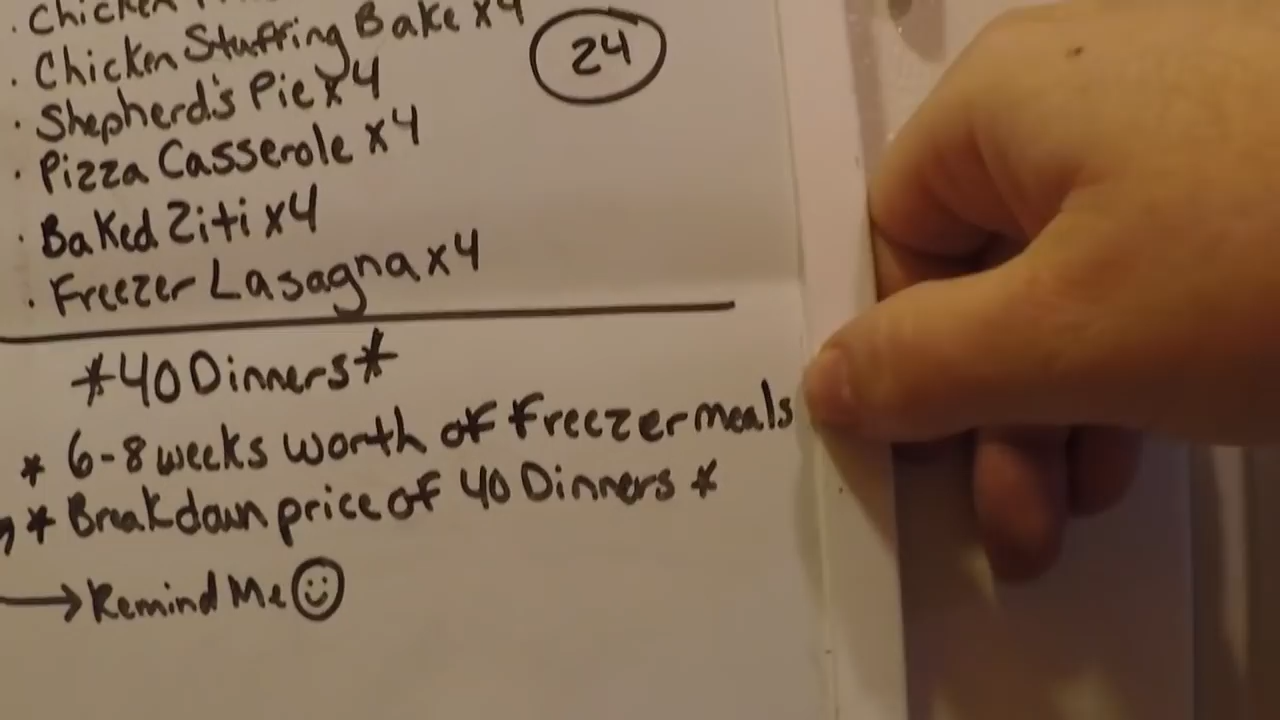 · Chicken
· Chicken Stuffing Bake x4
24
· Shepherd's Pie x4
· Pizza Casserole x4
· Baked Ziti x4
· Freezer Lasagna x4
*40 Dinners*
* 6-8 weeks worth of freezer meals
* Breakdown price of 40 Dinners *
→ Remind Me ☺